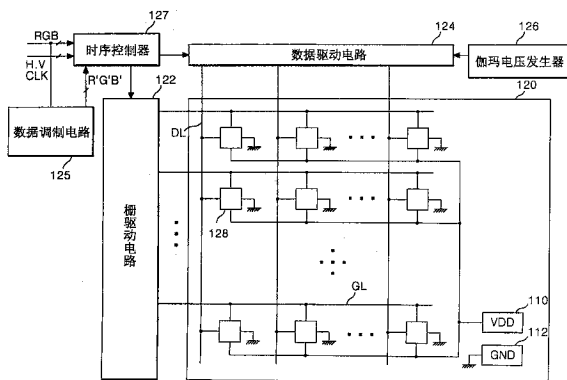 127
124
126
RGB
时序控制器
数据驱动电路
伽玛电压发生器
H.V
CLK
R'G'B'
122
120
数据调制电路
DL
125
栅驱动电路
128
GL
110
VDD
112
GND